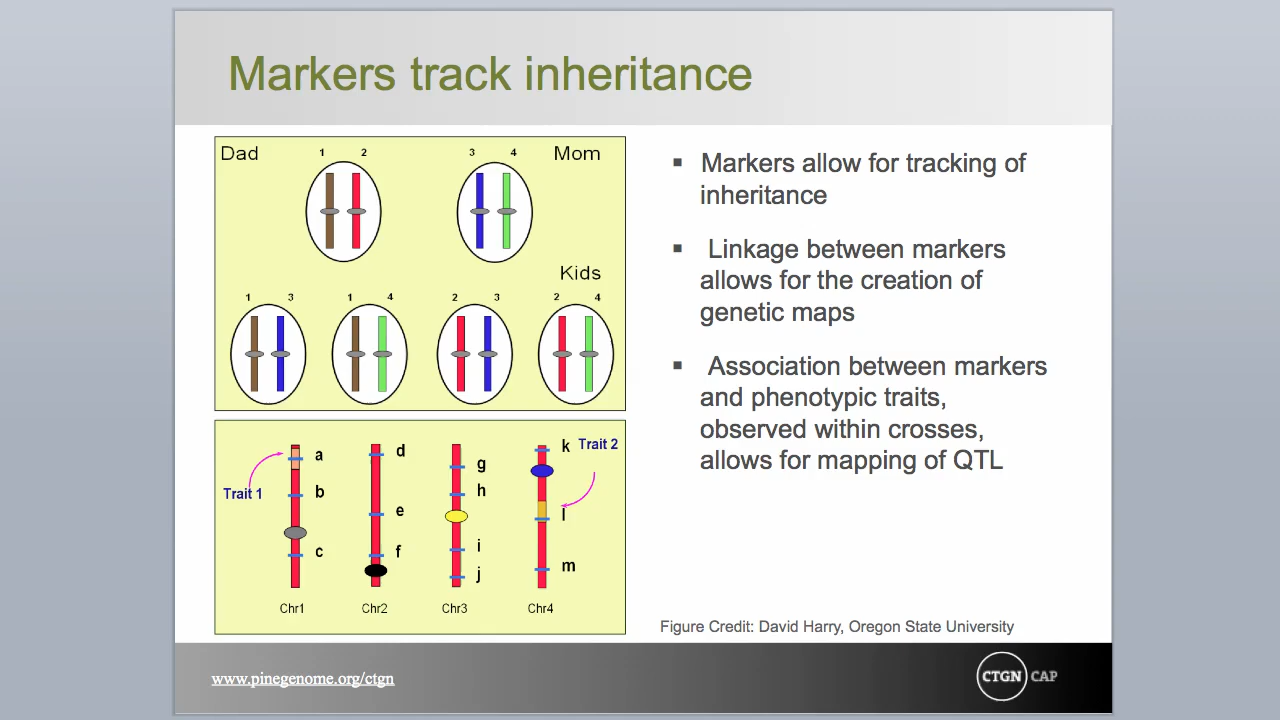 Markers track inheritance
Dad 1 2 3 4 Mom
Kids
1 3 1 4 2 3 2 4
Trait 1
a
b
c
Chr1
d
e
f
Chr2
g
h
i
j
Chr3
k
Trait 2
l
m
Chr4
▪ Markers allow for tracking of
inheritance
▪ Linkage between markers
allows for the creation of
genetic maps
▪ Association between markers
and phenotypic traits,
observed within crosses,
allows for mapping of QTL
Figure Credit: David Harry, Oregon State University
www.pinegenome.org/ctgn
CTGN CAP